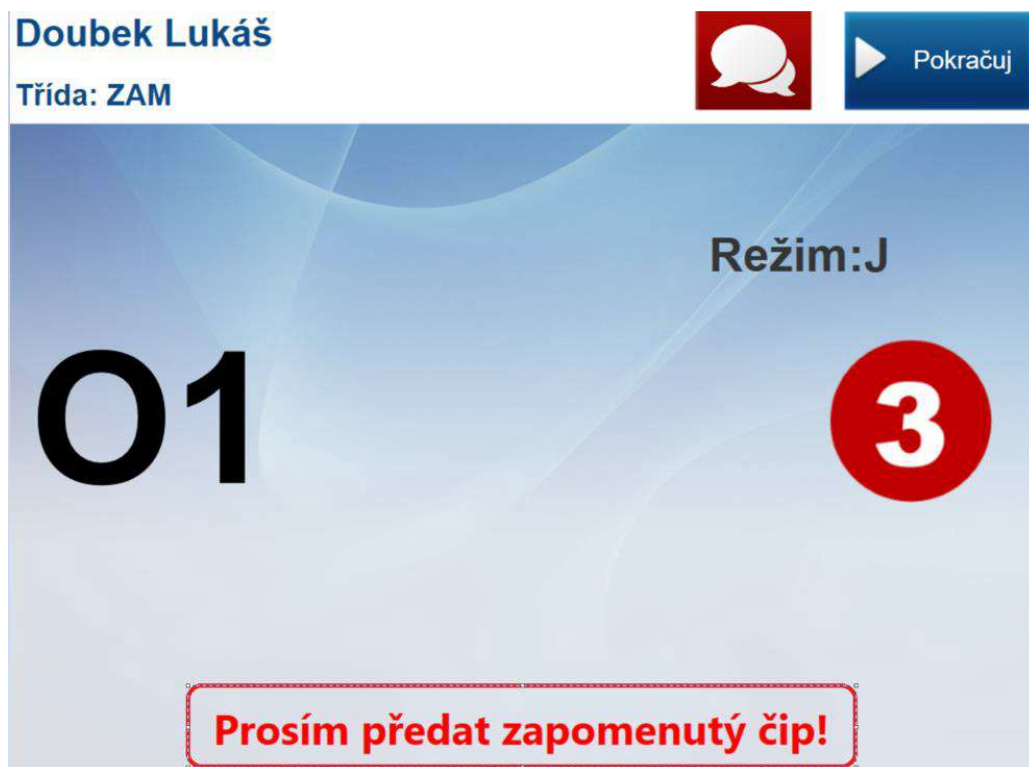 Doubek Lukáš
Pokračuj
Třída: ZAM
Režim:J
O1
3
Prosím předat zapomenutý čip!